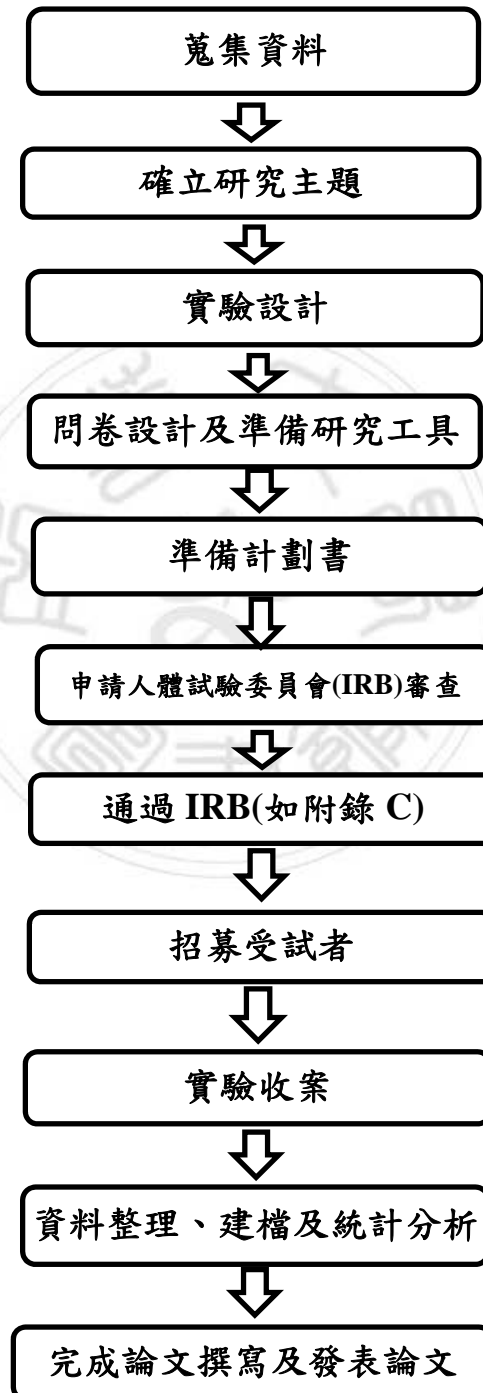 蒐集資料
確立研究主題
實驗設計
問卷設計及準備研究工具
準備計劃書
申請人體試驗委員會(IRB)審查
通過 IRB(如附錄 C)
招募受試者
實驗收案
資料整理、建檔及統計分析
完成論文撰寫及發表論文